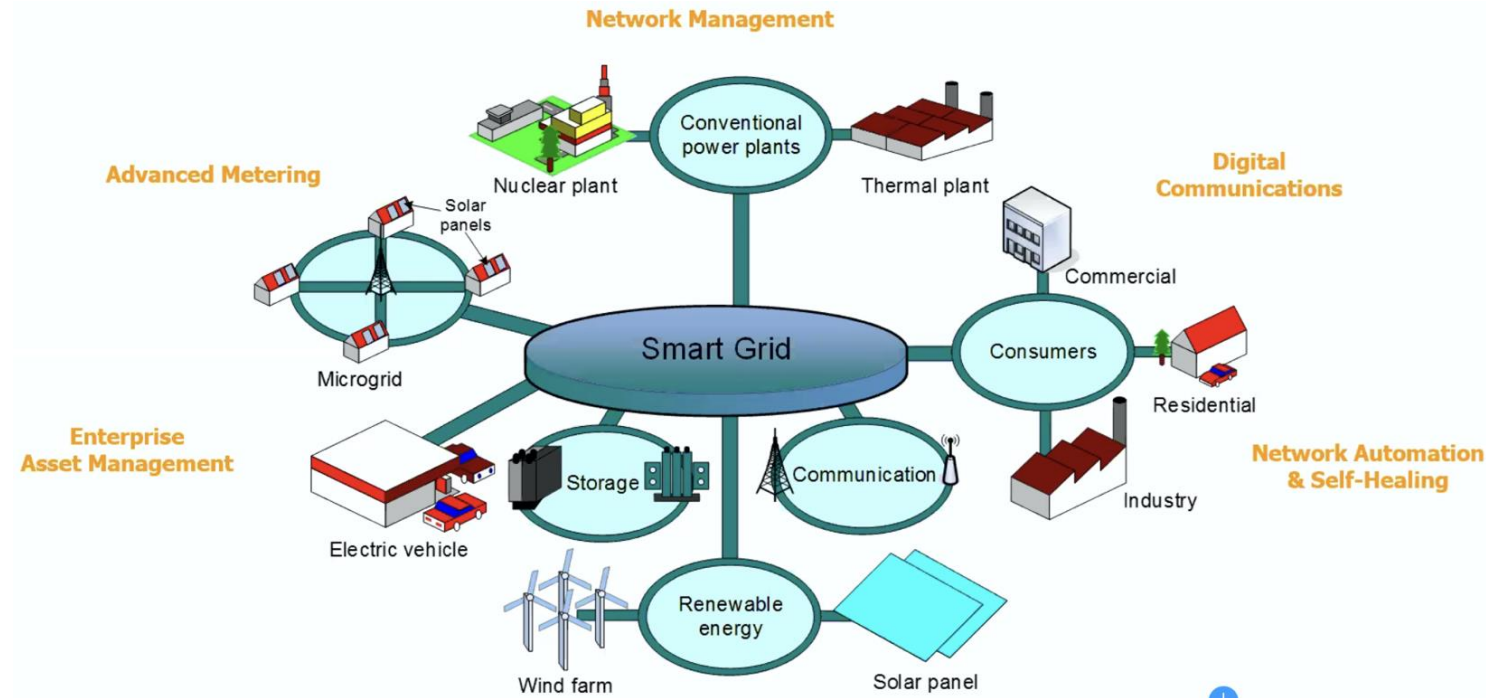 Network Management
Conventional
power plants
Nuclear plant
Thermal plant
Advanced Metering
Digital
Communications
Solar
panels
Commercial
Smart Grid
Consumers
Microgrid
Residential
Enterprise
Asset Management
Storage
Communication
Network Automation
& Self-Healing
Industry
Electric vehicle
Renewable
energy
Wind farm
Solar panel